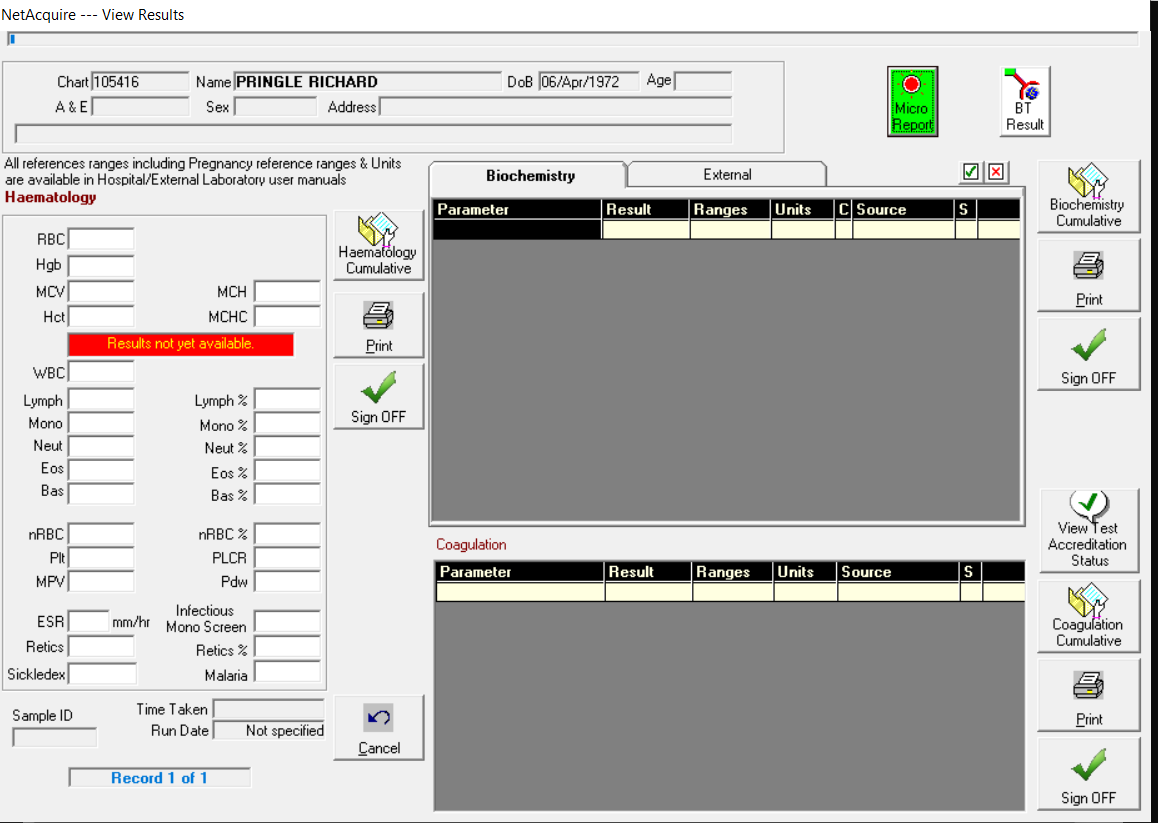 NetAcquire --- View Results
Chart 105416 Name PRINGLE RICHARD DoB 06/Apr/1972 Age
A & E Sex Address
Micro
Report
BT
Result
All references ranges including Pregnancy reference ranges & Units
are available in Hospital/External Laboratory user manuals
Haematology
RBC
Hgb
MCV MCH
Hct MCHC
Results not yet available.
WBC
Lymph Lymph %
Mono Mono %
Neut Neut %
Eos Eos %
Bas Bas %
nRBC nRBC %
Plt PLCR
MPV Pdw
ESR mm/hr Infectious
Mono Screen
Retics Retics %
Sickledex Malaria
Sample ID
Time Taken
Run Date Not specified
Record 1 of 1
Haematology
Cumulative
Print
Sign OFF
Cancel
Biochemistry External
Parameter Result Ranges Units C Source S
Coagulation
Parameter Result Ranges Units Source S
Biochemistry
Cumulative
Print
Sign OFF
View Test
Accreditation
Status
Coagulation
Cumulative
Print
Sign OFF